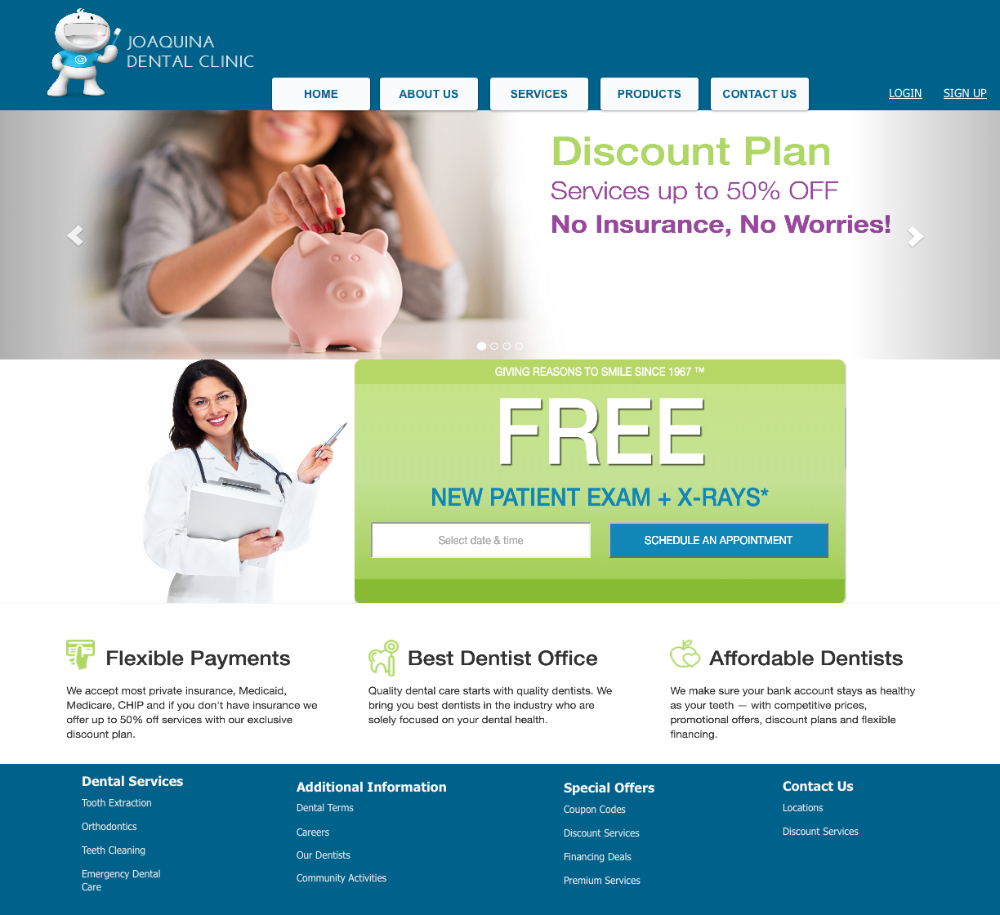 JOAQUINA
DENTAL CLINIC
HOME
ABOUT US
SERVICES
PRODUCTS
CONTACT US
LOGIN
SIGN UP
Discount Plan
Services up to 50% OFF
No Insurance, No Worries!
GIVING REASONS TO SMILE SINCE 1967 ™
FREE
NEW PATIENT EXAM + X-RAYS*
Select date & time
SCHEDULE AN APPOINTMENT
Flexible Payments
We accept most private insurance, Medicaid,
Medicare, CHIP and if you don't have insurance we
offer up to 50% off services with our exclusive
discount plan.
Best Dentist Office
Quality dental care starts with quality dentists. We
bring you best dentists in the industry who are
solely focused on your dental health.
Affordable Dentists
We make sure your bank account stays as healthy
as your teeth — with competitive prices,
promotional offers, discount plans and flexible
financing.
Dental Services
Tooth Extraction
Orthodontics
Teeth Cleaning
Emergency Dental
Care
Additional Information
Dental Terms
Careers
Our Dentists
Community Activities
Special Offers
Coupon Codes
Discount Services
Financing Deals
Premium Services
Contact Us
Locations
Discount Services